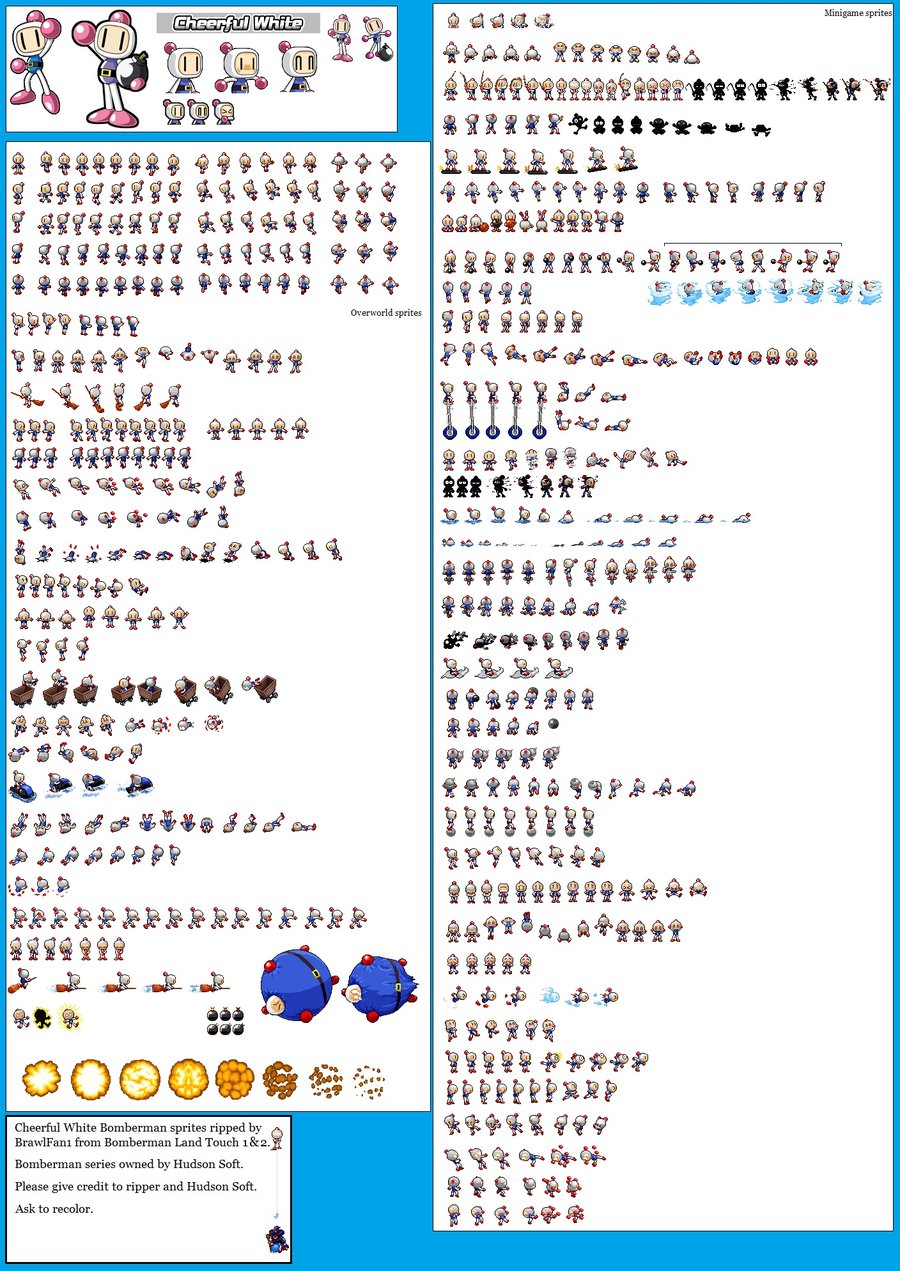 Cheerful White
Minigame sprites
Overworld sprites
Cheerful White Bomberman sprites ripped by
BrawlFan1 from Bomberman Land Touch 1&2.
Bomberman series owned by Hudson Soft.
Please give credit to ripper and Hudson Soft.
Ask to recolor.